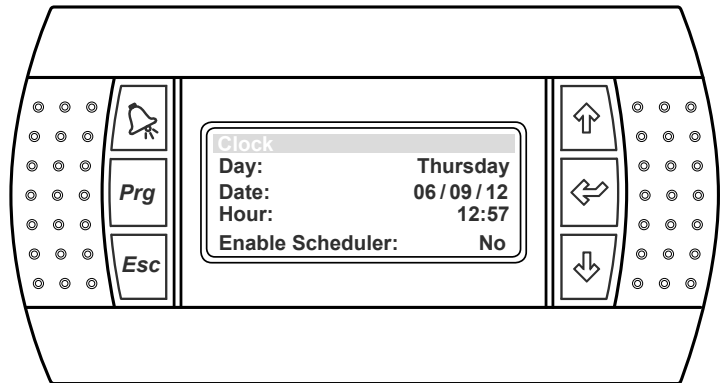 Clock
Day: Thursday
Prg
Date: 06/09/12
Hour: 12:57
Enable Scheduler: No
Esc